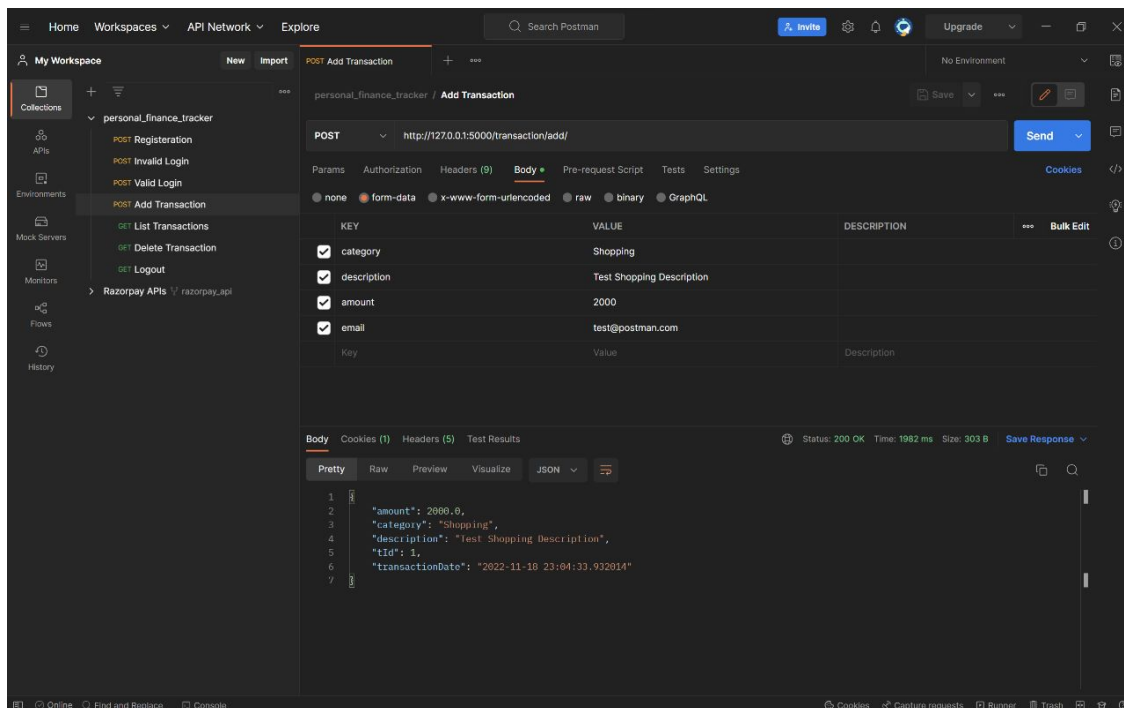 Home Workspaces API Network Explore Search Postman Invite Upgrade
My Workspace New Import POST Add Transaction No Environment
Collections
APIs
Environments
Mock Servers
Monitors
Flows
History
personal_finance_tracker
POST Registeration
POST Invalid Login
POST Valid Login
POST Add Transaction
GET List Transactions
GET Delete Transaction
GET Logout
Razorpay APIs razorpay_api
personal_finance_tracker / Add Transaction Save
POST http://127.0.0.1:5000/transaction/add/ Send
Params Authorization Headers (9) Body Pre-request Script Tests Settings Cookies
none form-data x-www-form-urlencoded raw binary GraphQL
KEY VALUE DESCRIPTION Bulk Edit
category Shopping
description Test Shopping Description
amount 2000
email test@postman.com
Key Value Description
Body Cookies (1) Headers (5) Test Results Status: 200 OK Time: 1982 ms Size: 303 B Save Response
Pretty Raw Preview Visualize JSON
1 {
2 "amount": 2000.0,
3 "category": "Shopping",
4 "description": "Test Shopping Description",
5 "tId": 1,
6 "transactionDate": "2022-11-18 23:04:33.932014"
7 }
Online Find and Replace Console Cookies Capture requests Runner Trash